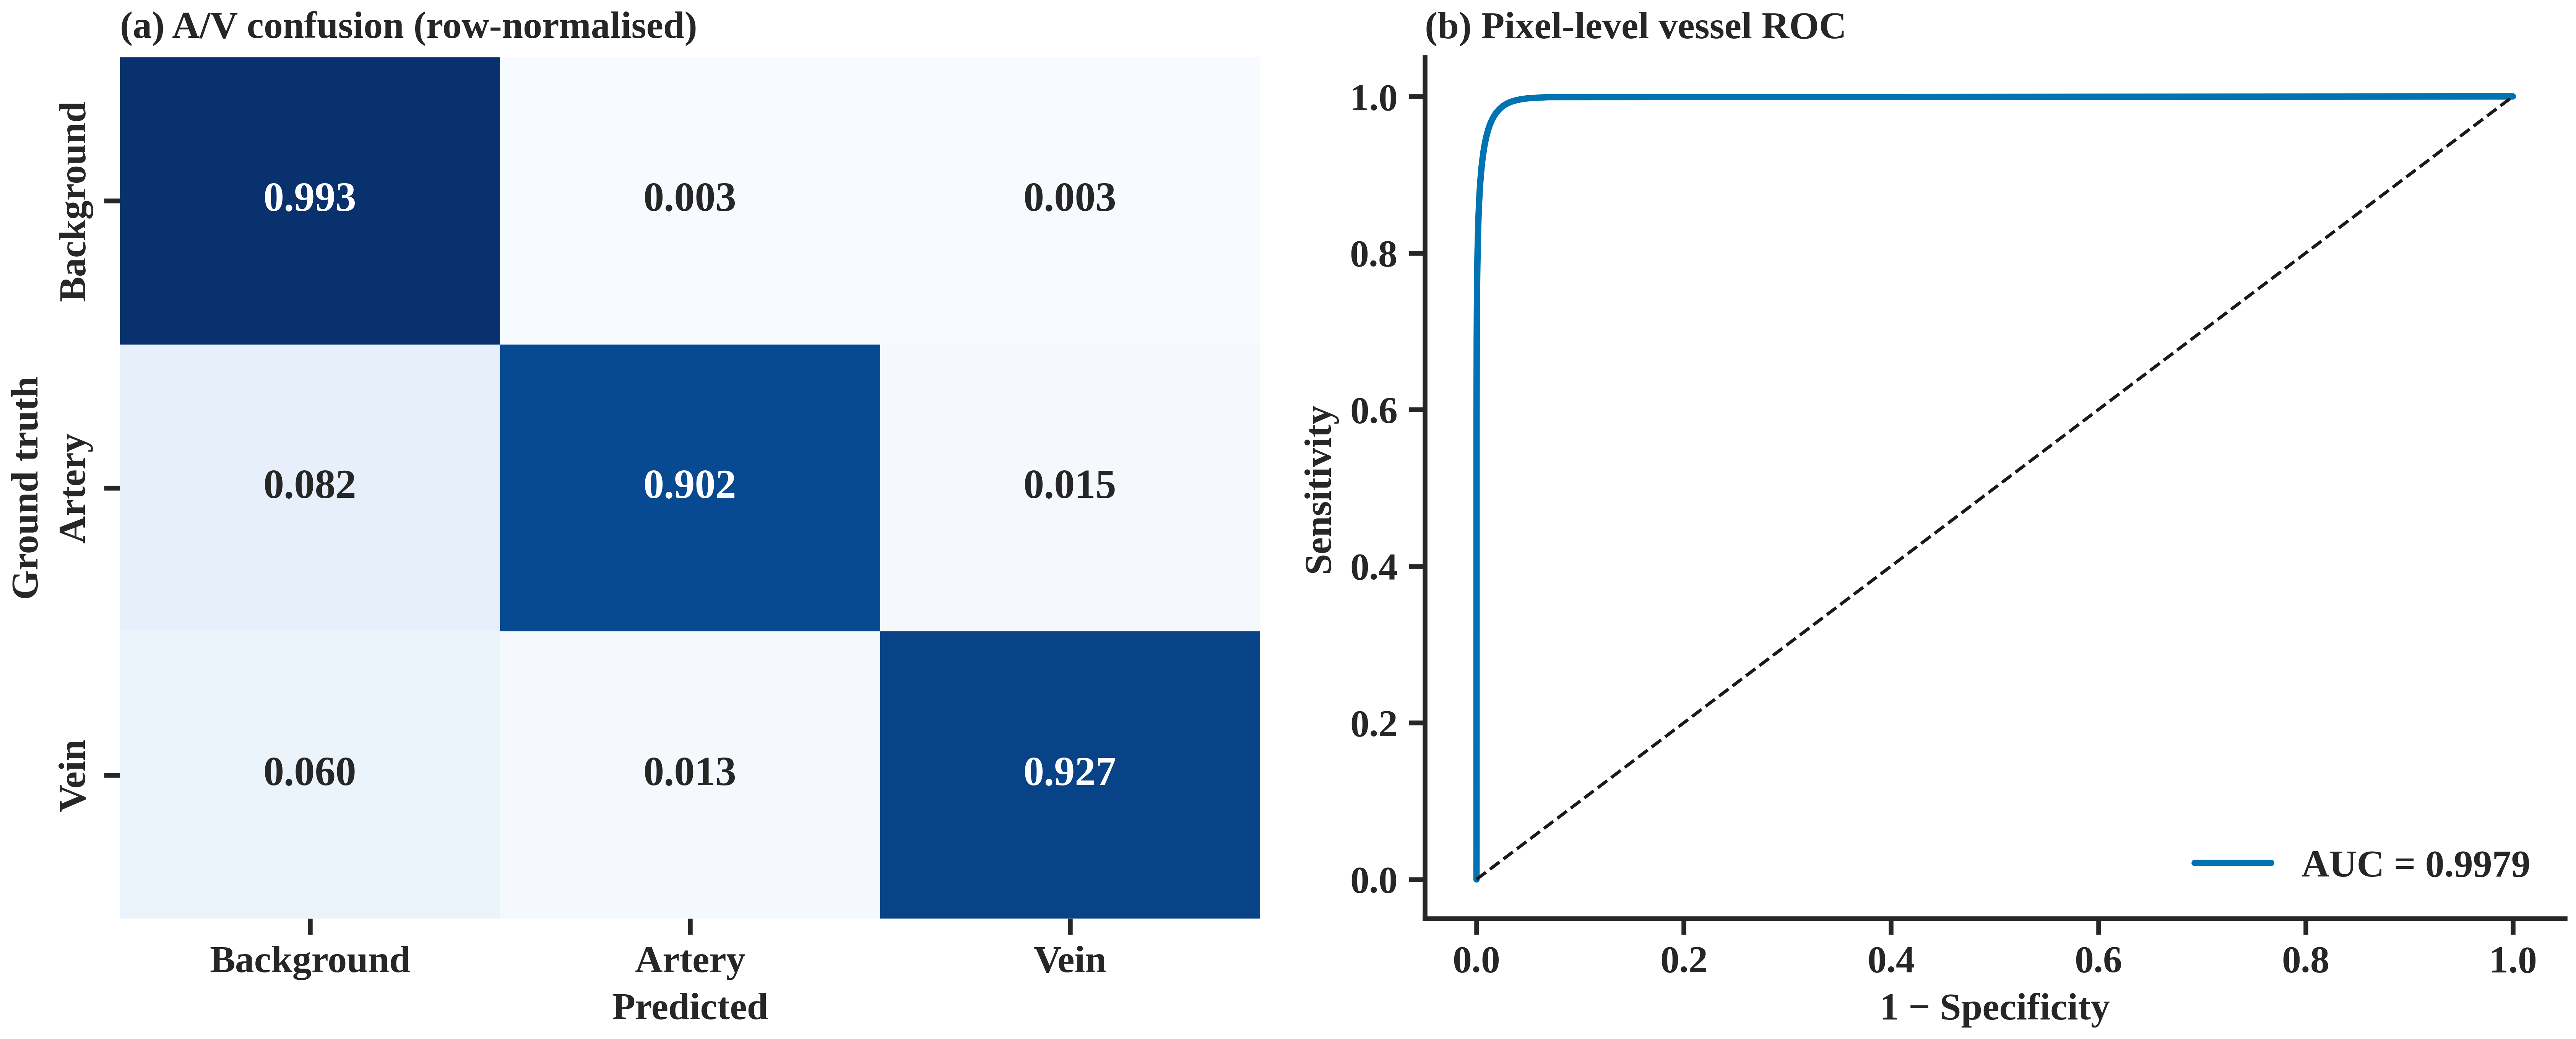 (a) A/V confusion (row-normalised)
Ground truth
Background
Artery
Vein
0.993 0.003 0.003
0.082 0.902 0.015
0.060 0.013 0.927
Background Artery Vein
Predicted
(b) Pixel-level vessel ROC
Sensitivity
1.0
0.8
0.6
0.4
0.2
0.0
AUC = 0.9979
0.0 0.2 0.4 0.6 0.8 1.0
1 − Specificity